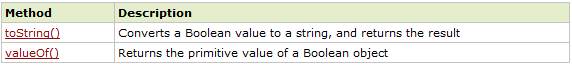 Method Description
toString() Converts a Boolean value to a string, and returns the result
valueOf() Returns the primitive value of a Boolean object